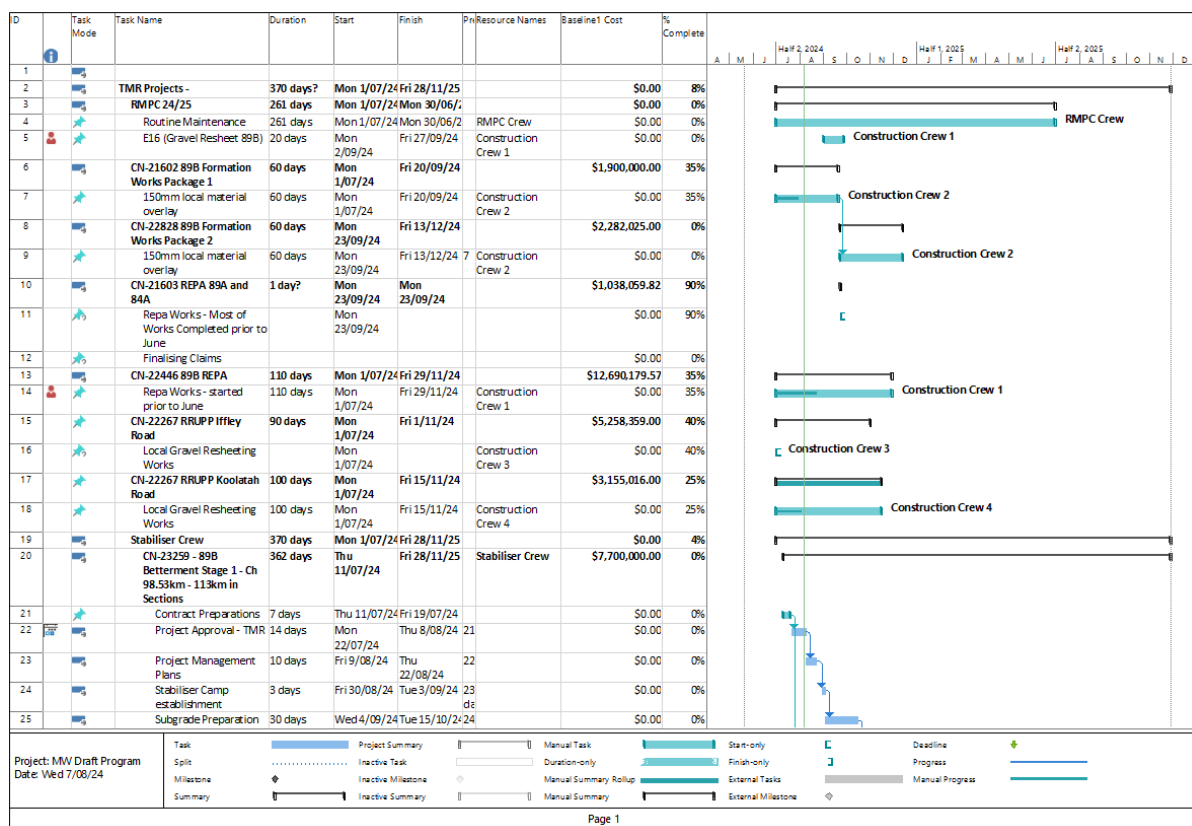 ID Task Mode Task Name Duration Start Finish Pre Resource Names Baseline1 Cost % Complete
Half 2, 2024 Half 1, 2025 Half 2, 2025
A M J J A S O N D J F M A M J J A S O N D
1
2 TMR Projects - 370 days? Mon 1/07/24 Fri 28/11/25 $0.00 8%
3 RMPC 24/25 261 days Mon 1/07/24 Mon 30/06/2 $0.00 0%
4 Routine Maintenance 261 days Mon 1/07/24 Mon 30/06/2 RMPC Crew $0.00 0% RMPC Crew
5 E16 (Gravel Resheet 89B) 20 days Mon 2/09/24 Fri 27/09/24 Construction Crew 1 $0.00 0% Construction Crew 1
6 CN-21602 89B Formation Works Package 1 60 days Mon 1/07/24 Fri 20/09/24 $1,900,000.00 35%
7 150mm local material overlay 60 days Mon 1/07/24 Fri 20/09/24 Construction Crew 2 $0.00 35% Construction Crew 2
8 CN-22828 89B Formation Works Package 2 60 days Mon 23/09/24 Fri 13/12/24 $2,282,025.00 0%
9 150mm local material overlay 60 days Mon 23/09/24 Fri 13/12/24 7 Construction Crew 2 $0.00 0% Construction Crew 2
10 CN-21603 REPA 89A and 84A 1 day? Mon 23/09/24 Mon 23/09/24 $1,038,059.82 90%
11 Repa Works - Most of Works Completed prior to June Mon 23/09/24 $0.00 90%
12 Finalising Claims $0.00 0%
13 CN-22446 89B REPA 110 days Mon 1/07/24 Fri 29/11/24 $12,690,179.57 35%
14 Repa Works - started prior to June 110 days Mon 1/07/24 Fri 29/11/24 Construction Crew 1 $0.00 35% Construction Crew 1
15 CN-22267 RRUPP Iffley Road 90 days Mon 1/07/24 Fri 1/11/24 $5,258,359.00 40%
16 Local Gravel Resheeting Works Mon 1/07/24 Construction Crew 3 $0.00 40% Construction Crew 3
17 CN-22267 RRUPP Koolatah Road 100 days Mon 1/07/24 Fri 15/11/24 $3,155,016.00 25%
18 Local Gravel Resheeting Works 100 days Mon 1/07/24 Fri 15/11/24 Construction Crew 4 $0.00 25% Construction Crew 4
19 Stabiliser Crew 370 days Mon 1/07/24 Fri 28/11/25 $0.00 4%
20 CN-23259 - 89B Betterment Stage 1 - Ch 98.53km - 113km in Sections 362 days Thu 11/07/24 Fri 28/11/25 Stabiliser Crew $7,700,000.00 0%
21 Contract Preparations 7 days Thu 11/07/24 Fri 19/07/24 $0.00 0%
22 Project Approval - TMR 14 days Mon 22/07/24 Thu 8/08/24 21 $0.00 0%
23 Project Management Plans 10 days Fri 9/08/24 Thu 22/08/24 22 $0.00 0%
24 Stabiliser Camp establishment 3 days Fri 30/08/24 Tue 3/09/24 23 da $0.00 0%
25 Subgrade Preparation 30 days Wed 4/09/24 Tue 15/10/24 24 $0.00 0%
Project: MW Draft Program
Date: Wed 7/08/24
Task Project Summary Manual Task Start-only Deadline
Split Inactive Task Duration-only Finish-only Progress
Milestone Inactive Milestone Manual Summary Rollup External Tasks Manual Progress
Summary Inactive Summary Manual Summary External Milestone
Page 1